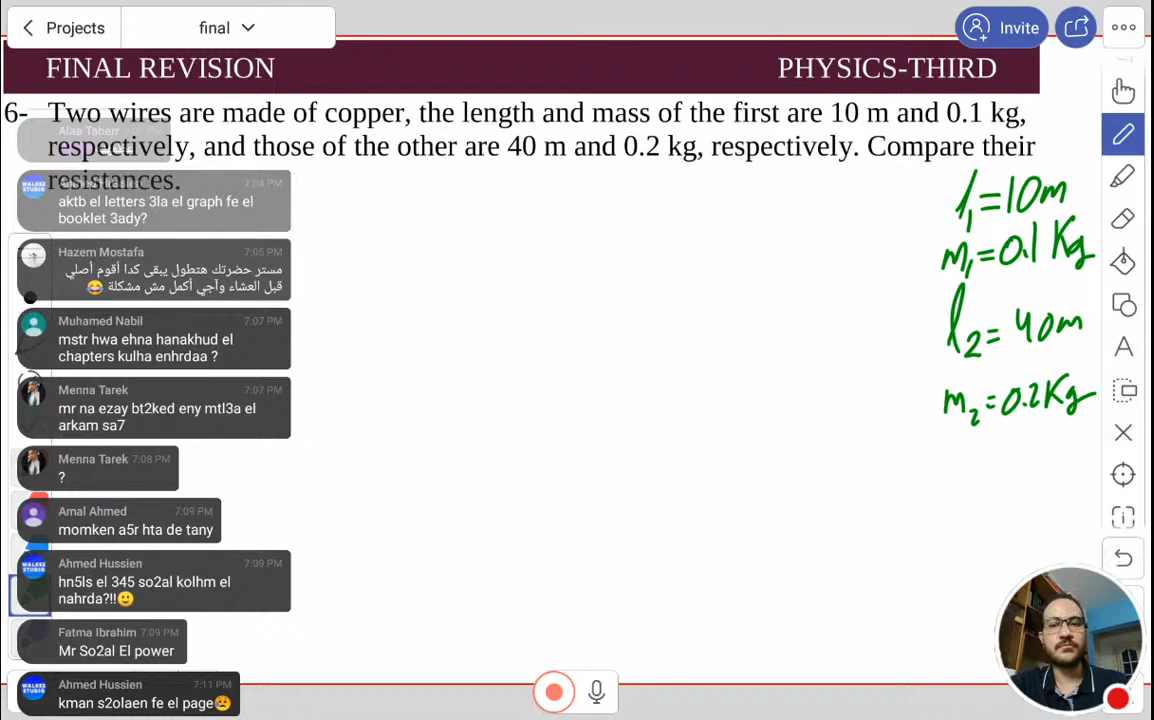 Projects
final
Invite
FINAL REVISION
PHYSICS-THIRD
6- Two wires are made of copper, the length and mass of the first are 10 m and 0.1 kg,
respectively, and those of the other are 40 m and 0.2 kg, respectively. Compare their
resistances.
Alaa Taherr
7:04 PM
aktb el letters 3la el graph fe el
booklet 3ady?
Hazem Mostafa 7:05 PM
مستر حضرتك هتطول يبقى كدا أقوم أصلي
قبل العشاء وآجي أكمل مش مشكلة 😂
Muhamed Nabil 7:07 PM
mstr hwa ehna hanakhud el
chapters kulha enhrdaa ?
Menna Tarek 7:07 PM
mr na ezay bt2ked eny mtl3a el
arkam sa7
Menna Tarek 7:08 PM
?
Amal Ahmed 7:09 PM
momken a5r hta de tany
Ahmed Hussien 7:09 PM
hn5ls el 345 so2al kolhm el
nahrda?!!🙂
Fatma Ibrahim 7:09 PM
Mr So2al El power
Ahmed Hussien 7:11 PM
kman s2olaen fe el page😥
l₁=10m
m₁=0.1 Kg
l₂= 40m
m₂=0.2Kg